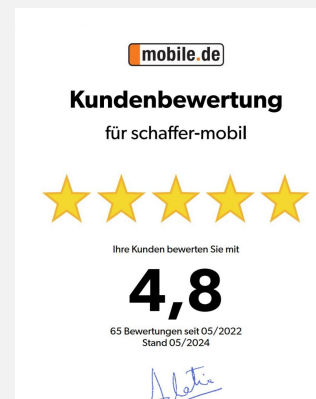 mobile.de
Kundenbewertung
für schaffer-mobil
Ihre Kunden bewerten Sie mit
4,8
65 Bewertungen seit 05/2022
Stand 05/2024